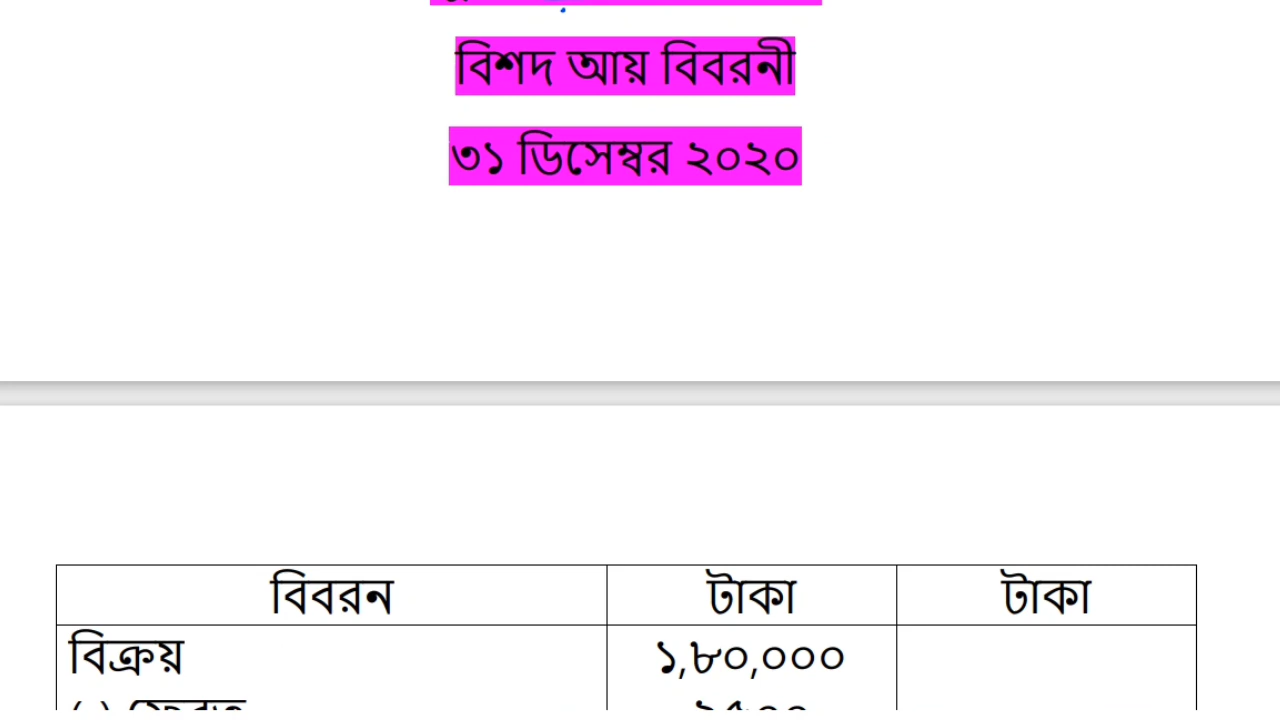 বিশদ আয় বিবরনী
৩১ ডিসেম্বর ২০২০
বিবরন টাকা টাকা
বিক্রয় ১,৮০,০০০